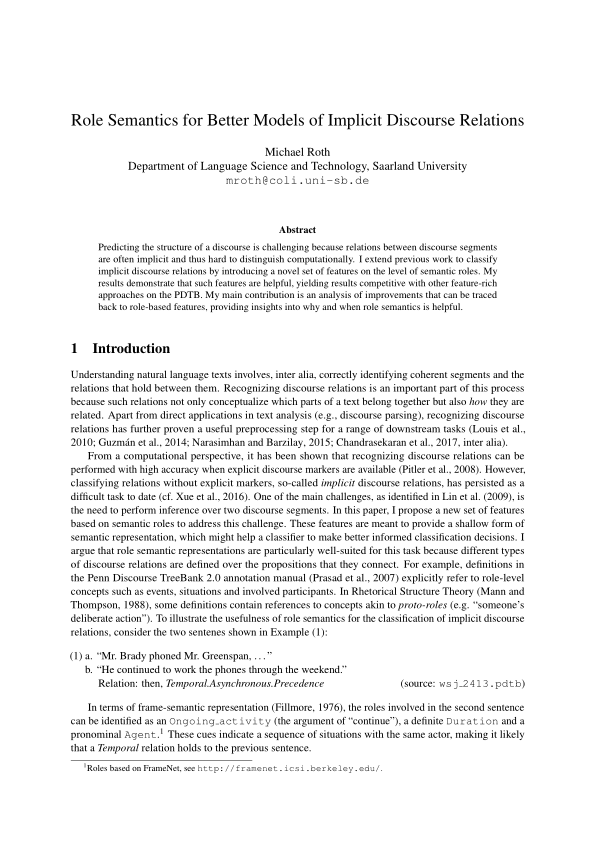 Role Semantics for Better Models of Implicit Discourse Relations
Michael Roth
Department of Language Science and Technology, Saarland University
mroth@coli.uni-sb.de
Abstract
Predicting the structure of a discourse is challenging because relations between discourse segments
are often implicit and thus hard to distinguish computationally. I extend previous work to classify
implicit discourse relations by introducing a novel set of features on the level of semantic roles. My
results demonstrate that such features are helpful, yielding results competitive with other feature-rich
approaches on the PDTB. My main contribution is an analysis of improvements that can be traced
back to role-based features, providing insights into why and when role semantics is helpful.
1 Introduction
Understanding natural language texts involves, inter alia, correctly identifying coherent segments and the
relations that hold between them. Recognizing discourse relations is an important part of this process
because such relations not only conceptualize which parts of a text belong together but also how they are
related. Apart from direct applications in text analysis (e.g., discourse parsing), recognizing discourse
relations has further proven a useful preprocessing step for a range of downstream tasks (Louis et al.,
2010; Guzmán et al., 2014; Narasimhan and Barzilay, 2015; Chandrasekaran et al., 2017, inter alia).
From a computational perspective, it has been shown that recognizing discourse relations can be
performed with high accuracy when explicit discourse markers are available (Pitler et al., 2008). However,
classifying relations without explicit markers, so-called implicit discourse relations, has persisted as a
difficult task to date (cf. Xue et al., 2016). One of the main challenges, as identified in Lin et al. (2009), is
the need to perform inference over two discourse segments. In this paper, I propose a new set of features
based on semantic roles to address this challenge. These features are meant to provide a shallow form of
semantic representation, which might help a classifier to make better informed classification decisions. I
argue that role semantic representations are particularly well-suited for this task because different types
of discourse relations are defined over the propositions that they connect. For example, definitions in
the Penn Discourse TreeBank 2.0 annotation manual (Prasad et al., 2007) explicitly refer to role-level
concepts such as events, situations and involved participants. In Rhetorical Structure Theory (Mann and
Thompson, 1988), some definitions contain references to concepts akin to proto-roles (e.g. “someone’s
deliberate action”). To illustrate the usefulness of role semantics for the classification of implicit discourse
relations, consider the two sentenes shown in Example (1):
(1) a. “Mr. Brady phoned Mr. Greenspan, . . . ”
b. “He continued to work the phones through the weekend.”
Relation: then, Temporal.Asynchronous.Precedence (source: wsj_2413.pdtb)
In terms of frame-semantic representation (Fillmore, 1976), the roles involved in the second sentence
can be identified as an Ongoing_activity (the argument of “continue”), a definite Duration and a
pronominal Agent.1 These cues indicate a sequence of situations with the same actor, making it likely
that a Temporal relation holds to the previous sentence.
1Roles based on FrameNet, see http://framenet.icsi.berkeley.edu/.